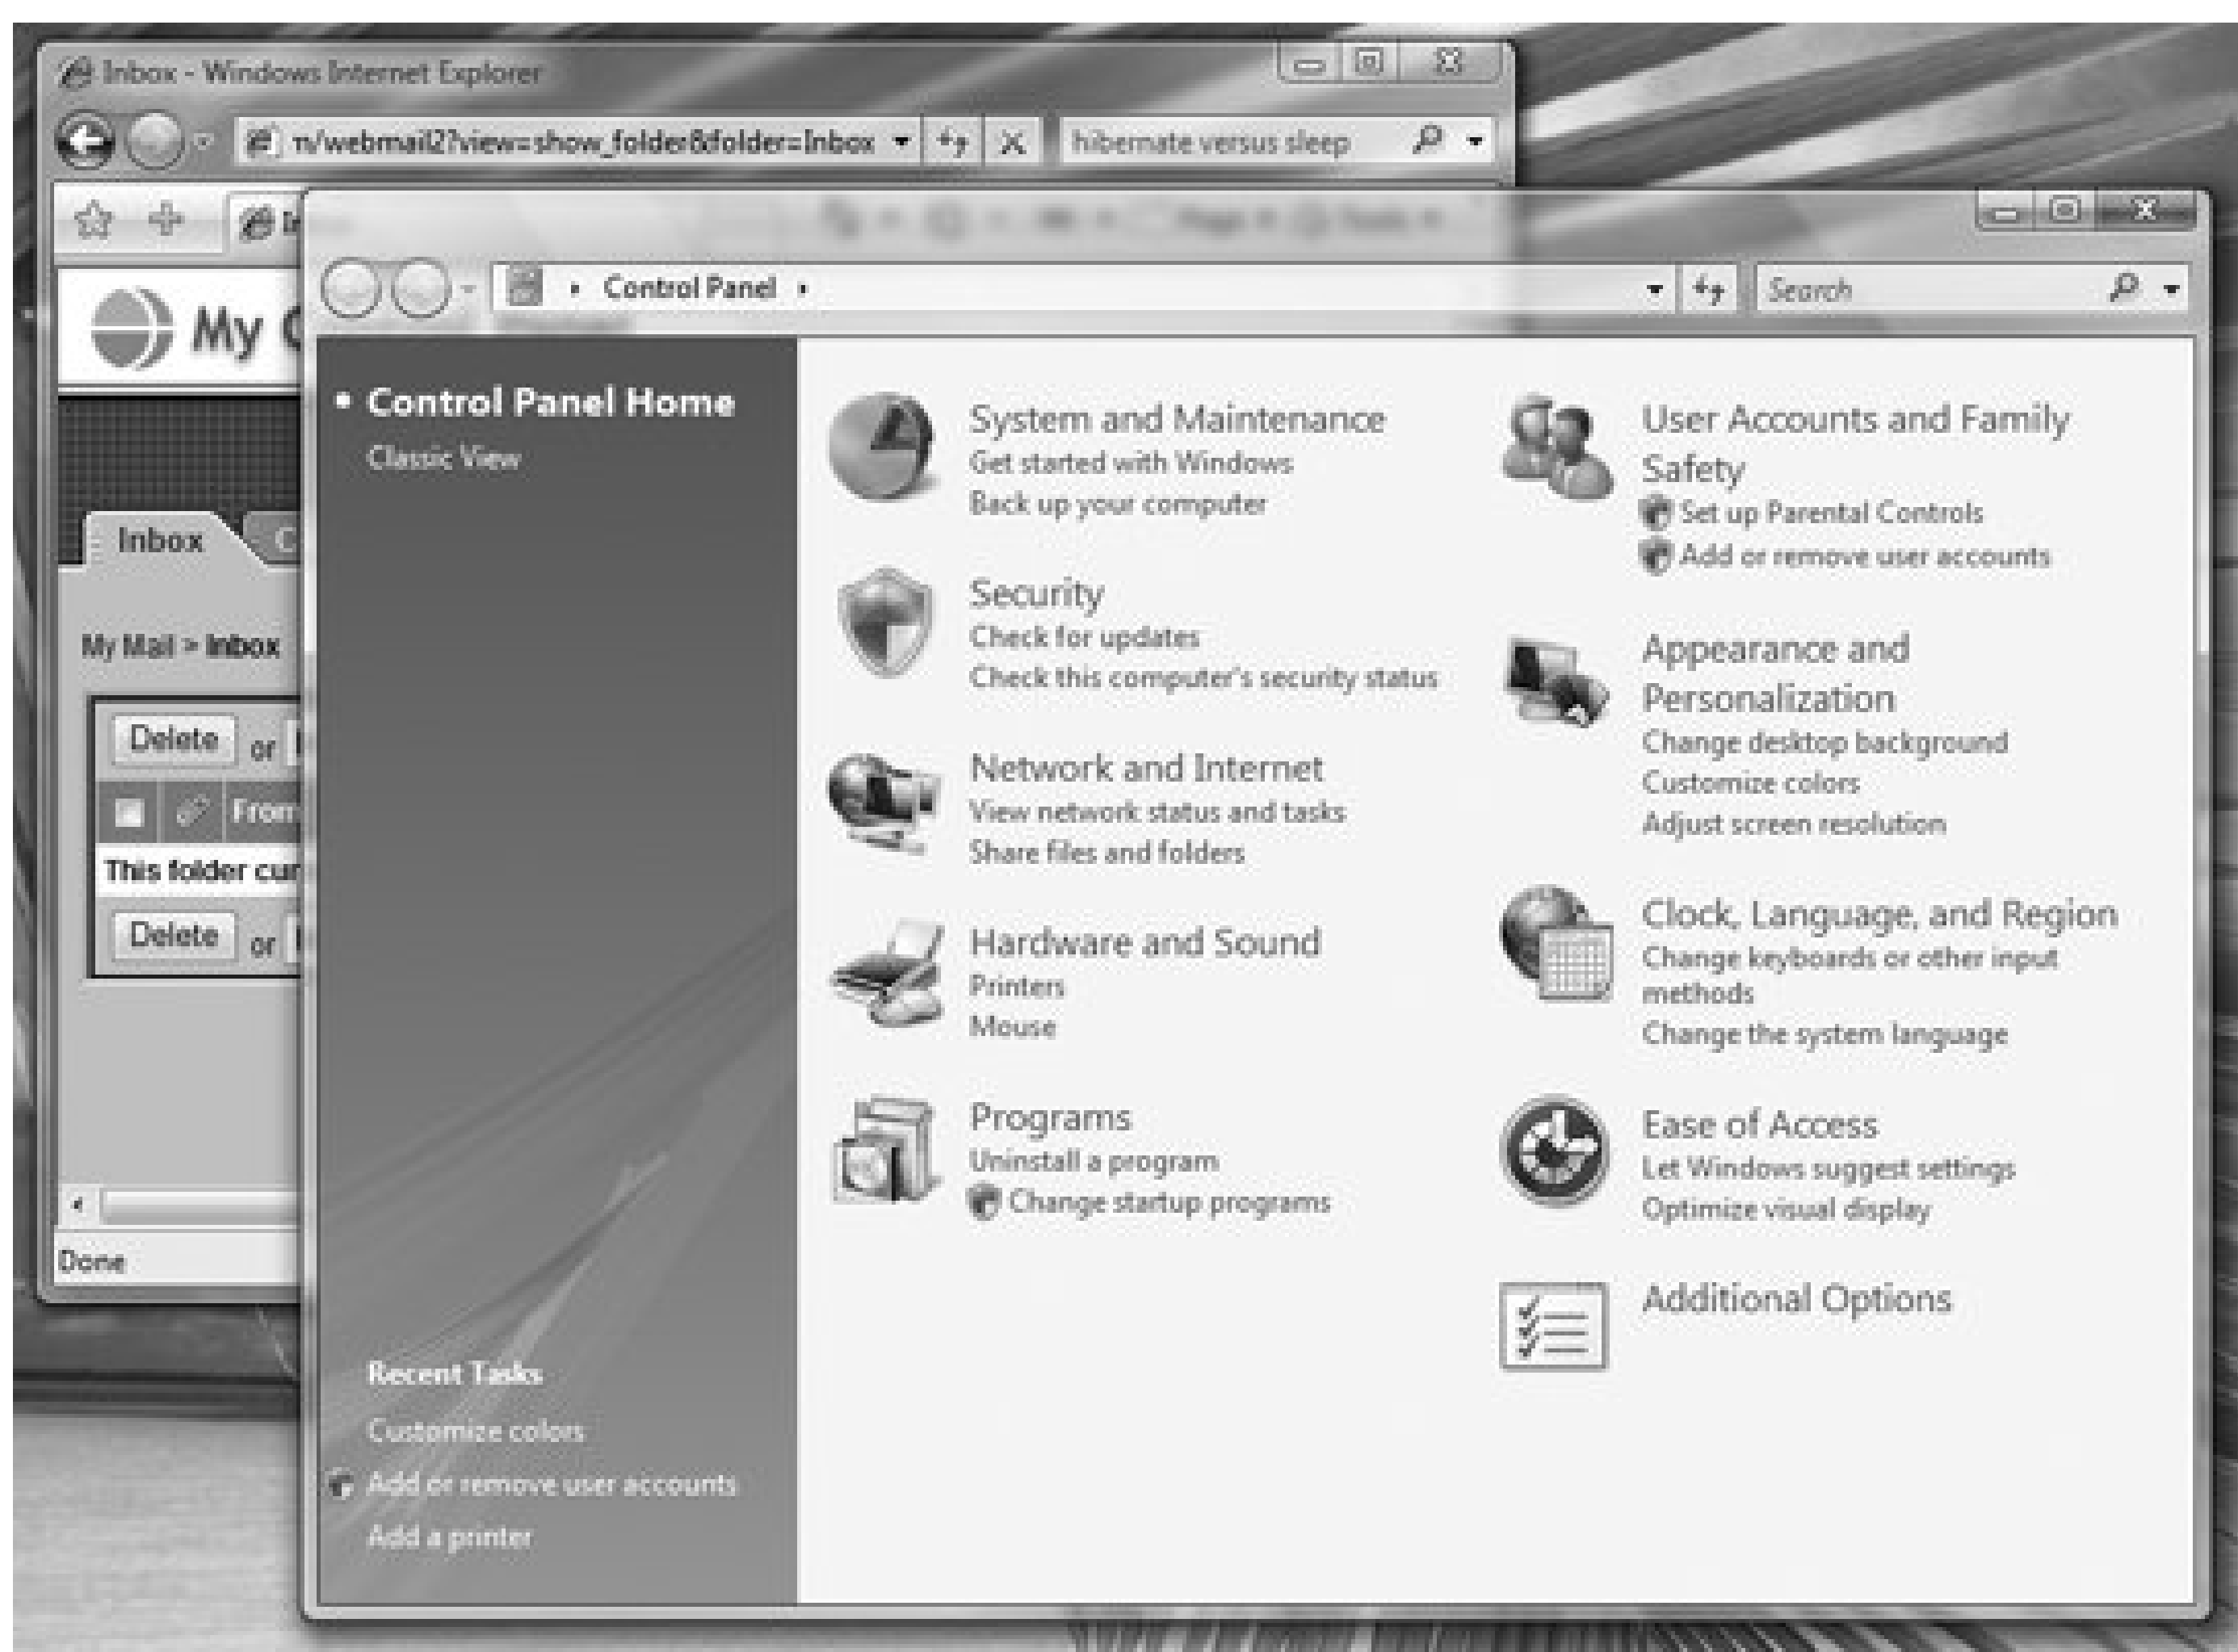 Inbox - Windows Internet Explorer
n/webmail2?view=show_folder&folder=Inbox
hibernate versus sleep
Page
Tools
My
Inbox
My Mail > Inbox
Delete or
From
This folder cur
Delete or
Done
Control Panel
Search
Control Panel Home
Classic View
Recent Tasks
Customize colors
Add or remove user accounts
Add a printer
System and Maintenance
Get started with Windows
Back up your computer
Security
Check for updates
Check this computer's security status
Network and Internet
View network status and tasks
Share files and folders
Hardware and Sound
Printers
Mouse
Programs
Uninstall a program
Change startup programs
User Accounts and Family
Safety
Set up Parental Controls
Add or remove user accounts
Appearance and
Personalization
Change desktop background
Customize colors
Adjust screen resolution
Clock, Language, and Region
Change keyboards or other input
methods
Change the system language
Ease of Access
Let Windows suggest settings
Optimize visual display
Additional Options